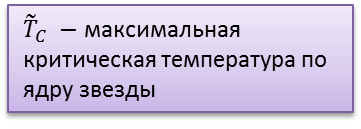 T̃_C − максимальная
критическая температура по
ядру звезды